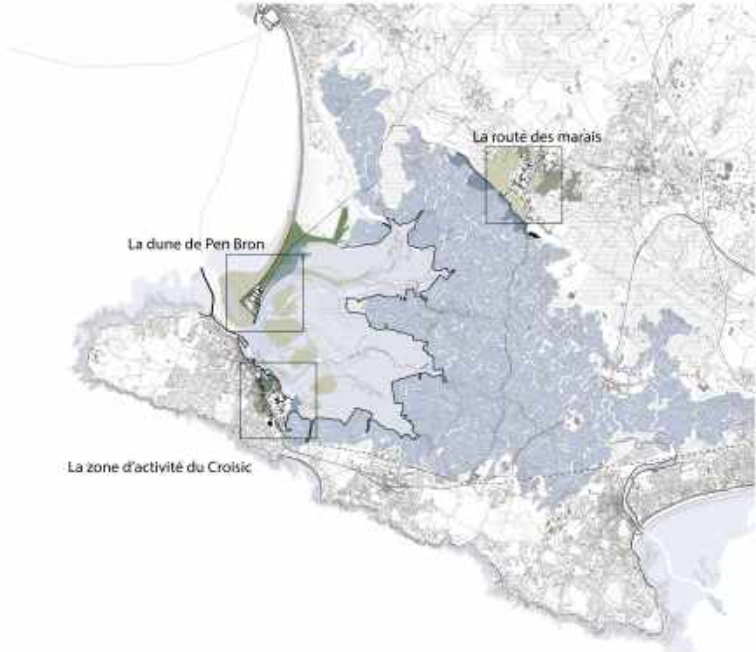 La route des marais
La dune de Pen Bron
La zone d'activité du Croisic